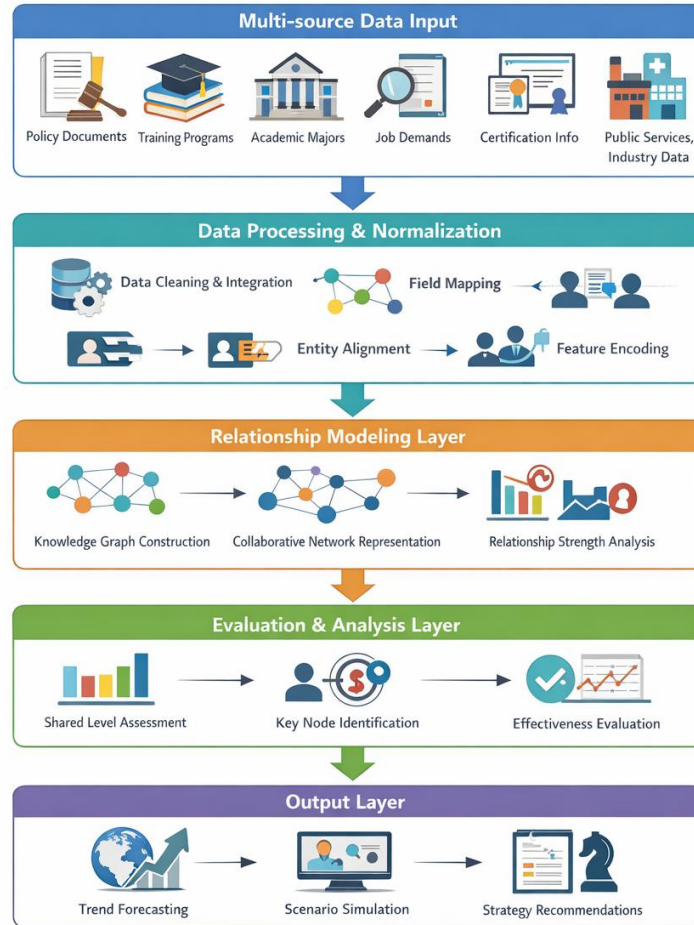 Multi-source Data Input
Policy Documents
Training Programs
Academic Majors
Job Demands
Certification Info
Public Services,
Industry Data
Data Processing & Normalization
Data Cleaning & Integration
Field Mapping
Entity Alignment
Feature Encoding
Relationship Modeling Layer
Knowledge Graph Construction
Collaborative Network Representation
Relationship Strength Analysis
Evaluation & Analysis Layer
Shared Level Assessment
Key Node Identification
Effectiveness Evaluation
Output Layer
Trend Forecasting
Scenario Simulation
Strategy Recommendations